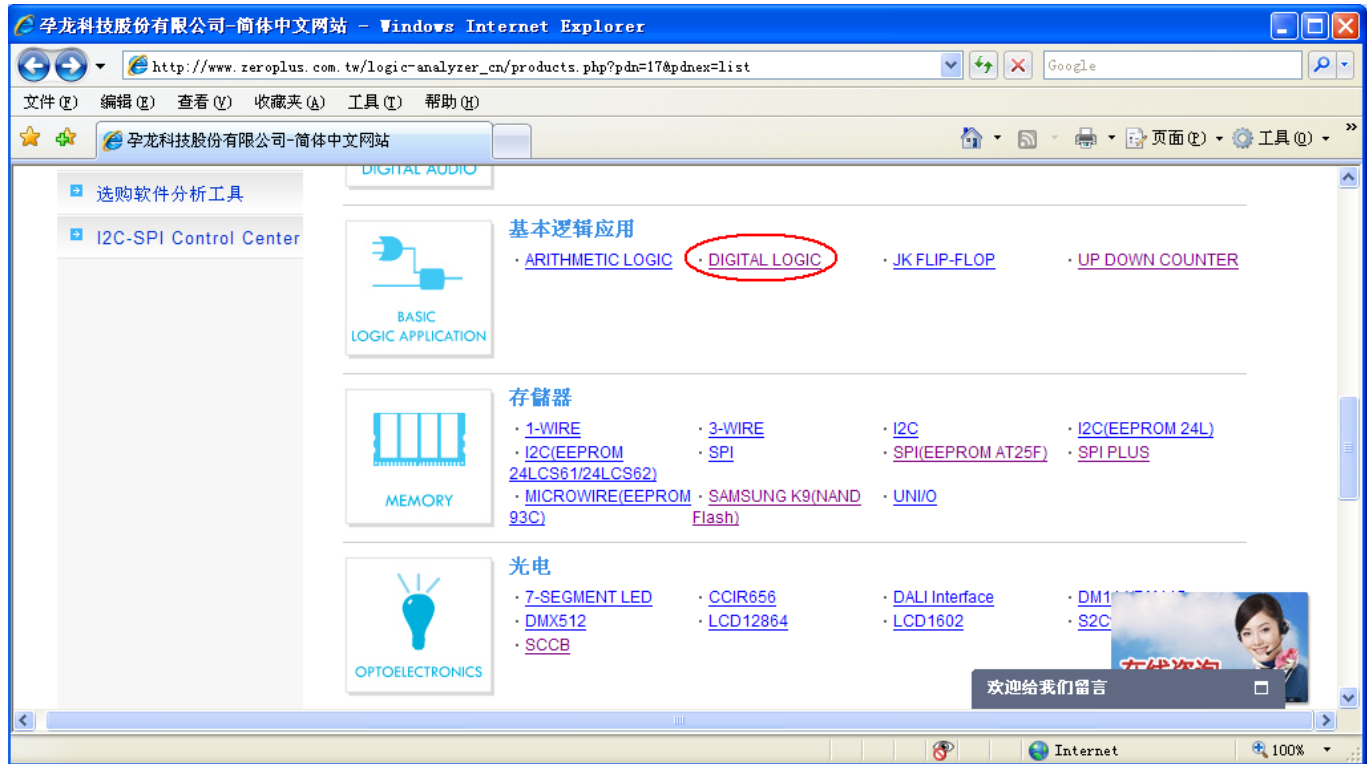 孕龙科技股份有限公司-简体中文网站 - Windows Internet Explorer
http://www.zeroplus.com.tw/logic-analyzer_cn/products.php?pdn=17&pdnex=list
Google
文件(F) 编辑(E) 查看(V) 收藏夹(A) 工具(T) 帮助(H)
孕龙科技股份有限公司-简体中文网站
页面(P) 工具(O)
DIGITAL AUDIO
选购软件分析工具
I2C-SPI Control Center
基本逻辑应用
· ARITHMETIC LOGIC · DIGITAL LOGIC · JK FLIP-FLOP · UP DOWN COUNTER
BASIC
LOGIC APPLICATION
存儲器
· 1-WIRE · 3-WIRE · I2C · I2C(EEPROM 24L)
· I2C(EEPROM · SPI · SPI(EEPROM AT25F) · SPI PLUS
24LCS61/24LCS62)
· MICROWIRE(EEPROM · SAMSUNG K9(NAND · UNI/O
93C) Flash)
MEMORY
光电
· 7-SEGMENT LED · CCIR656 · DALI Interface
· DMX512 · LCD12864 · LCD1602
· SCCB
OPTOELECTRONICS
在线咨询
欢迎给我们留言
Internet 100%